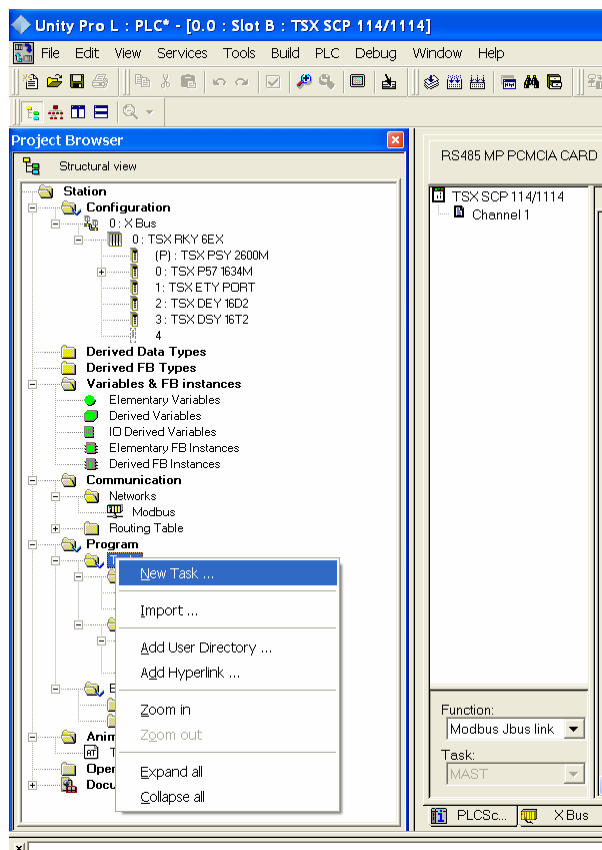 Unity Pro L : PLC* - [0.0 : Slot B : TSX SCP 114/1114]
File Edit View Services Tools Build PLC Debug Window Help
Project Browser
Structural view
Station
Configuration
0 : X Bus
0 : TSX RKY 6EX
(P) : TSX PSY 2600M
0 : TSX P57 1634M
1 : TSX ETY PORT
2 : TSX DEY 16D2
3 : TSX DSY 16T2
4
Derived Data Types
Derived FB Types
Variables & FB instances
Elementary Variables
Derived Variables
IO Derived Variables
Elementary FB Instances
Derived FB Instances
Communication
Networks
Modbus
Routing Table
Program
New Task ...
Import ...
Add User Directory ...
Add Hyperlink ...
Zoom in
Zoom out
Expand all
Collapse all
E
Anim
T
Oper
Docu
RS485 MP PCMCIA CARD
TSX SCP 114/1114
Channel 1
Function:
Modbus Jbus link
Task:
MAST
PLCSc...
X Bus